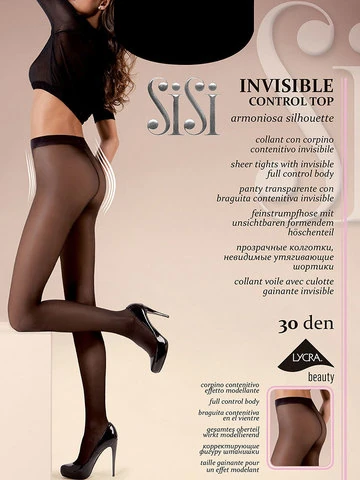 SiSi
INVISIBLE
CONTROL TOP
armoniosa silhouette
collant con corpino
contenitivo invisibile
sheer tights with invisible
full control body
panty transparente con
braguita contenitiva invisible
feinstrumpfhose mit
unsichtbaren formendem
höschenteil
прозрачные колготки,
невидимые утягивающие
шортики
collant voile avec culotte
gainante invisible
30 den
LYCRA
beauty
corpino contenitivo
effetto modellante
full control body
braguita contenitiva
en el vientre
gesamtes oberteil
wirkt modellierend
корректирующие
фигуру штанишки
taille gainante pour
un effet modelant